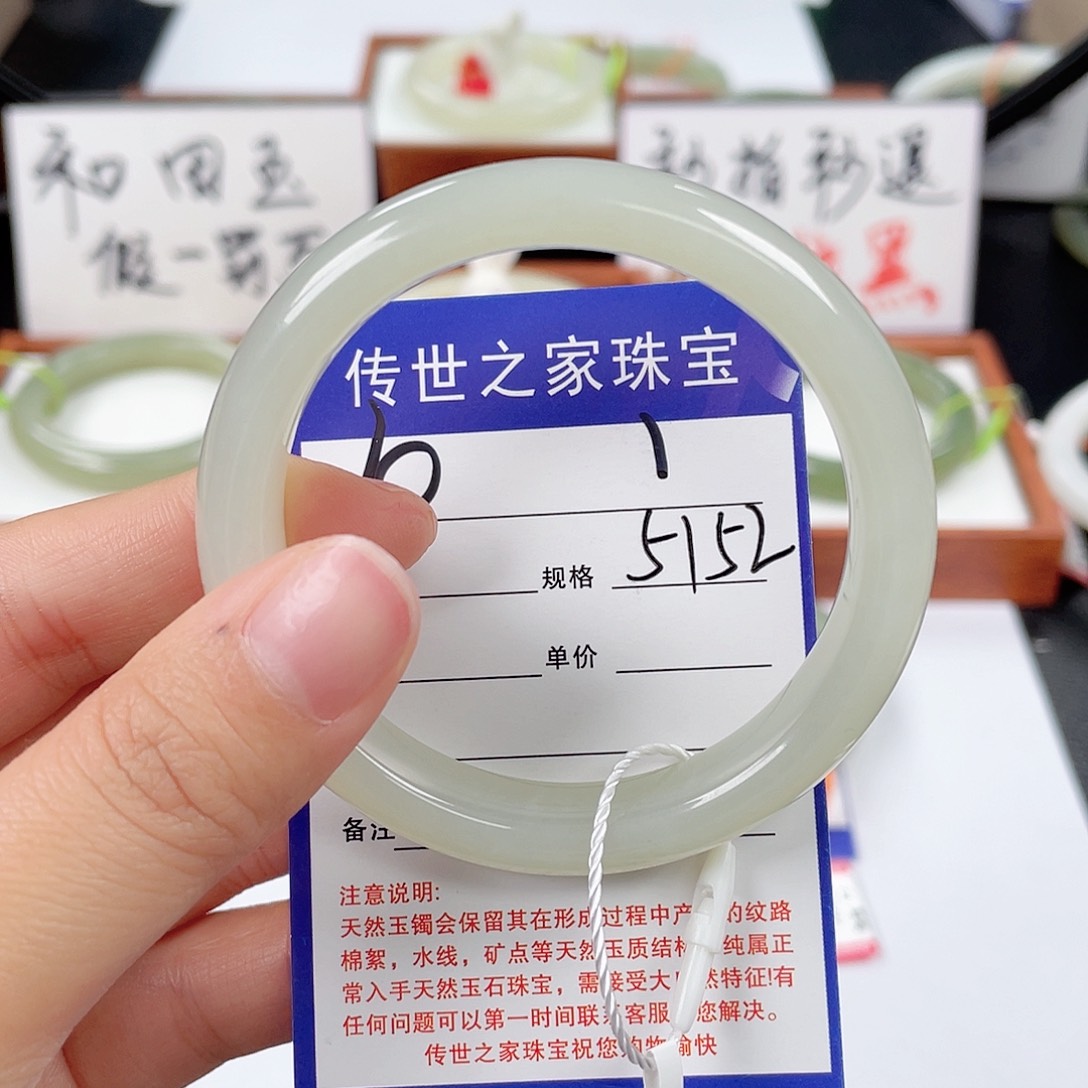 和田玉
假一罚
秒選
传世之家珠宝
6 1
规格 5152
单价
备注
注意说明:
天然玉镯会保留其在形成过程中产 的纹路
棉絮，水线，矿点等天然玉质结构 纯属正
常入手天然玉石珠宝，需接受大 然特征!有
任何问题可以第一时间联系客服 您解决。
传世之家珠宝祝您购物愉快